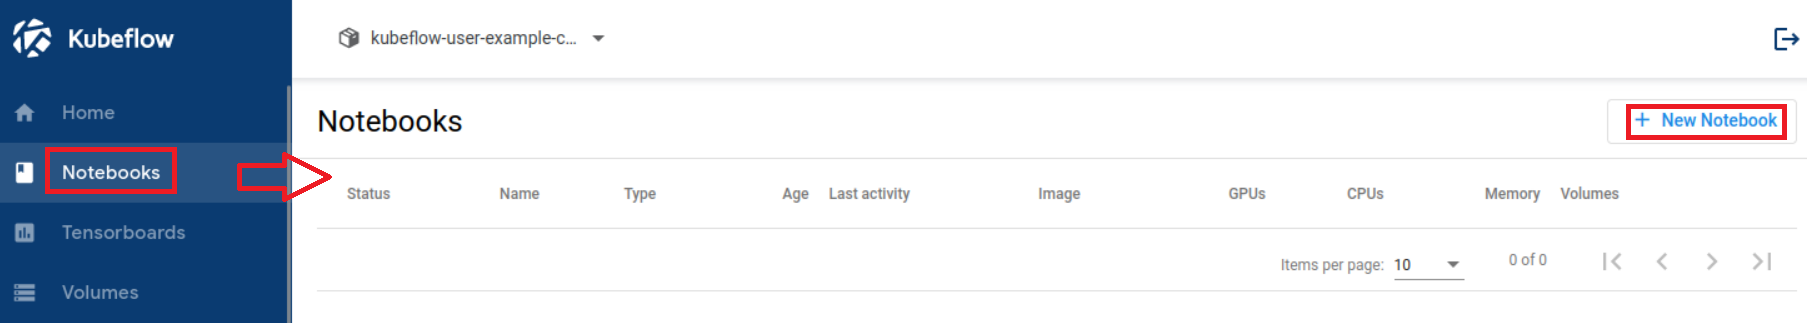 Kubeflow
kubeflow-user-example-c...
Home
Notebooks
Tensorboards
Volumes
Notebooks
+ New Notebook
Status Name Type Age Last activity Image GPUs CPUs Memory Volumes
Items per page: 10 0 of 0